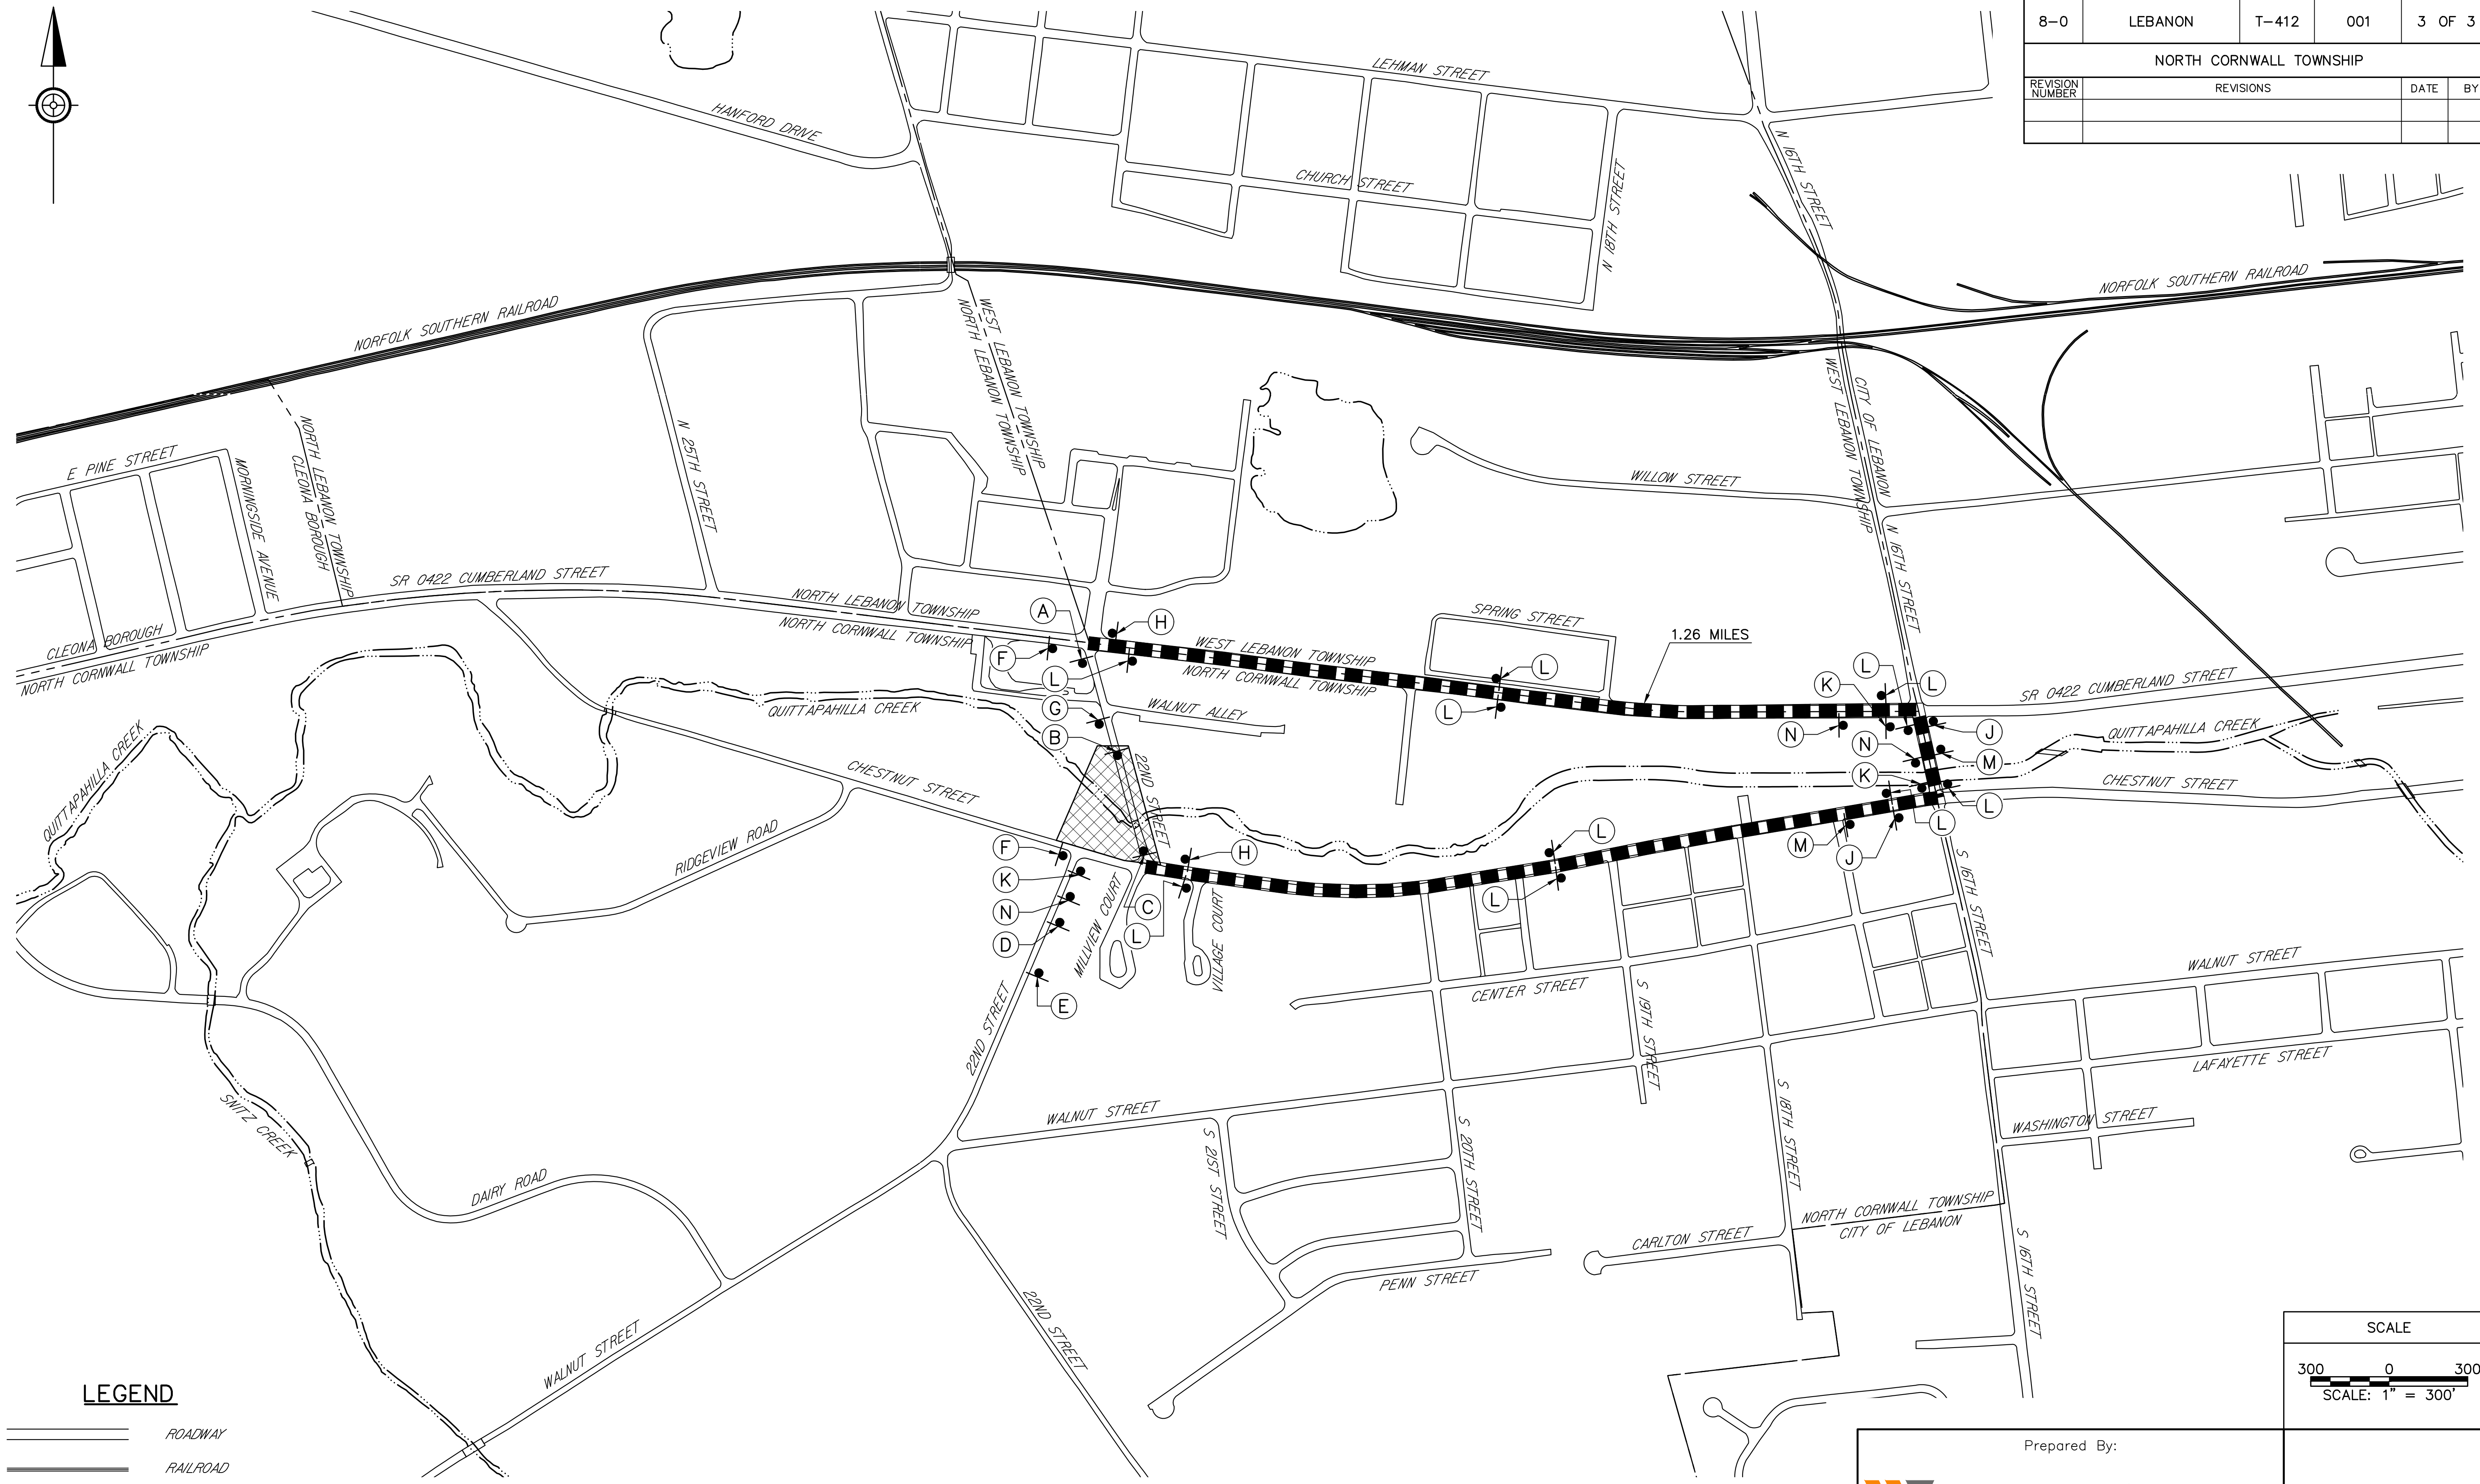 8-0 LEBANON T-412 001 3 OF 3
NORTH CORNWALL TOWNSHIP
REVISION NUMBER REVISIONS DATE BY
LEHMAN STREET
HANFORD DRIVE
CHURCH STREET
N 18TH STREET
N 16TH STREET
NORFOLK SOUTHERN RAILROAD
NORFOLK SOUTHERN RAILROAD
WEST LEBANON TOWNSHIP
NORTH LEBANON TOWNSHIP
CITY OF LEBANON
WEST LEBANON TOWNSHIP
E PINE STREET
MORNINGSIDE AVENUE
NORTH LEBANON TOWNSHIP
CLEONA BOROUGH
N 25TH STREET
WILLOW STREET
N 16TH STREET
SR 0422 CUMBERLAND STREET
NORTH LEBANON TOWNSHIP
NORTH CORNWALL TOWNSHIP
CLEONA BOROUGH
NORTH CORNWALL TOWNSHIP
A
H
F
L
SPRING STREET
1.26 MILES
WEST LEBANON TOWNSHIP
NORTH CORNWALL TOWNSHIP
L
L
L
K
L
SR 0422 CUMBERLAND STREET
G
WALNUT ALLEY
QUITTAPAHILLA CREEK
QUITTAPAHILLA CREEK
B
22ND STREET
N
J
N
M
K
L
QUITTAPAHILLA CREEK
CHESTNUT STREET
CHESTNUT STREET
RIDGEVIEW ROAD
F
K
N
D
E
H
C
L
MILLVIEW COURT
VILLAGE COURT
L
L
M
J
L
S 16TH STREET
22ND STREET
CENTER STREET
S 19TH STREET
WALNUT STREET
LAFAYETTE STREET
WASHINGTON STREET
WALNUT STREET
S 21ST STREET
S 20TH STREET
S 18TH STREET
SNITZ CREEK
DAIRY ROAD
NORTH CORNWALL TOWNSHIP
CITY OF LEBANON
CARLTON STREET
PENN STREET
S 16TH STREET
22ND STREET
WALNUT STREET
SCALE
300 0 300
SCALE: 1" = 300'
LEGEND
ROADWAY
RAILROAD
Prepared By: